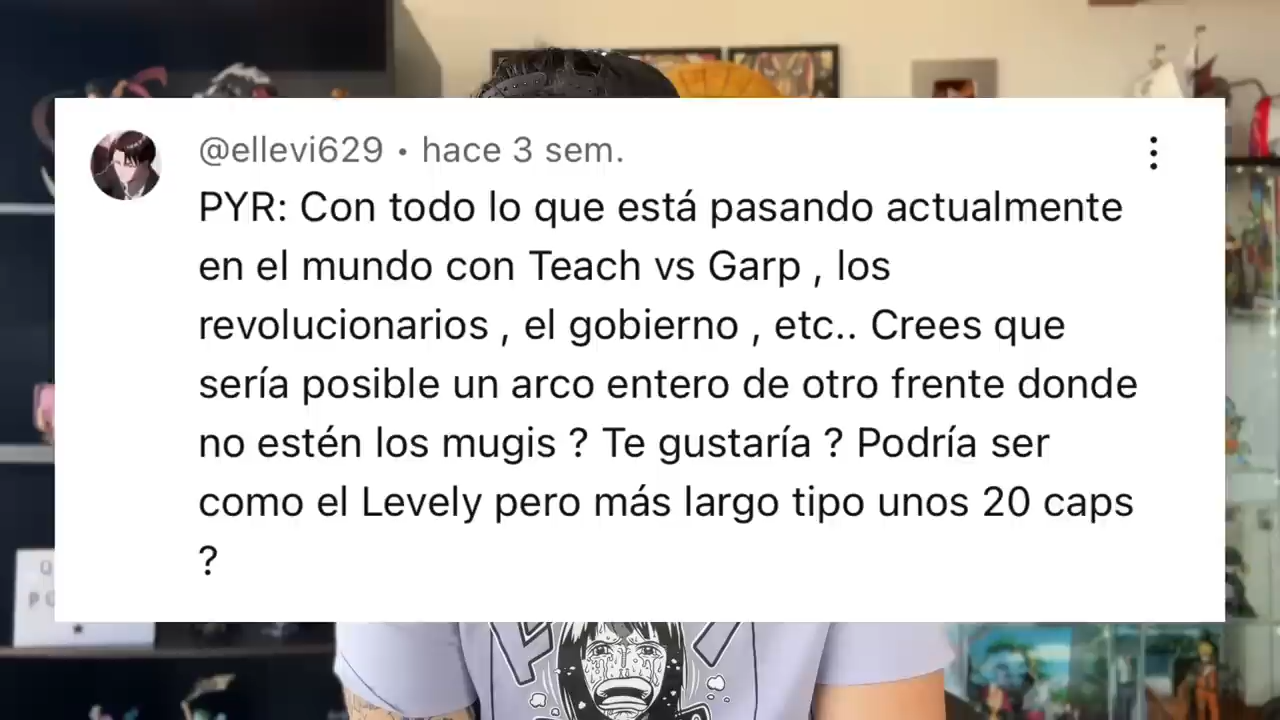 @ellevi629 • hace 3 sem.
PYR: Con todo lo que está pasando actualmente
en el mundo con Teach vs Garp , los
revolucionarios , el gobierno , etc.. Crees que
sería posible un arco entero de otro frente donde
no estén los mugis ? Te gustaría ? Podría ser
como el Levely pero más largo tipo unos 20 caps
?